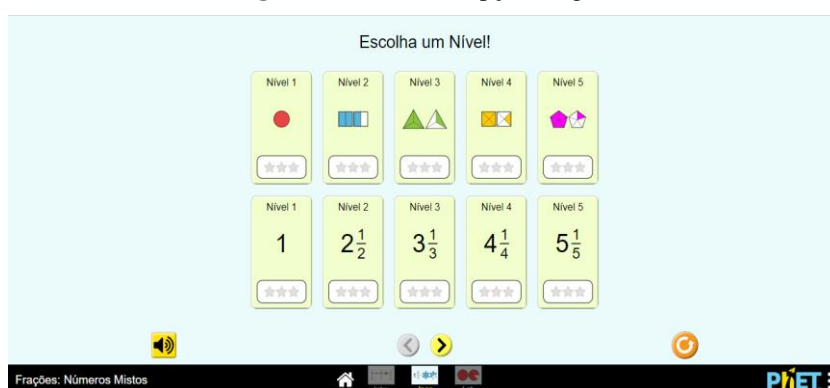 Escolha um Nível!
Nível 1 Nível 2 Nível 3 Nível 4 Nível 5
Nível 1 Nível 2 Nível 3 Nível 4 Nível 5
1 2 1/2 3 1/3 4 1/4 5 1/5
Frações: Números Mistos PhET